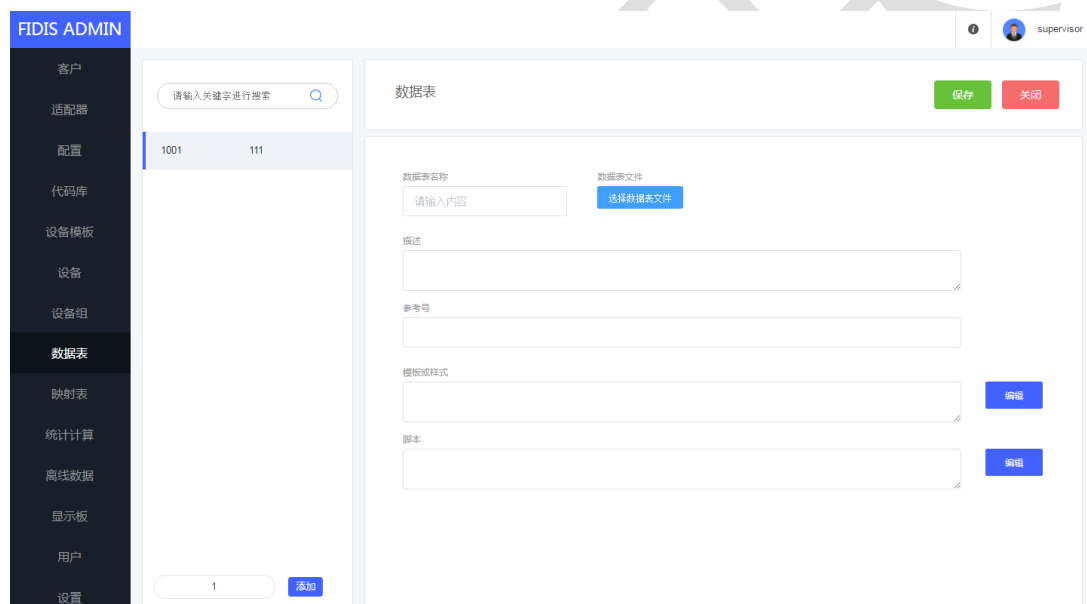 FIDIS ADMIN
supervisor
客户
适配器
配置
代码库
设备模板
设备
设备组
数据表
映射表
统计计算
离线数据
显示板
用户
设置
请输入关键字进行搜索
1001 111
1
添加
数据表
保存
关闭
数据表名称
数据表文件
请输入内容
选择数据表文件
描述
参考号
模板或样式
编辑
脚本
编辑